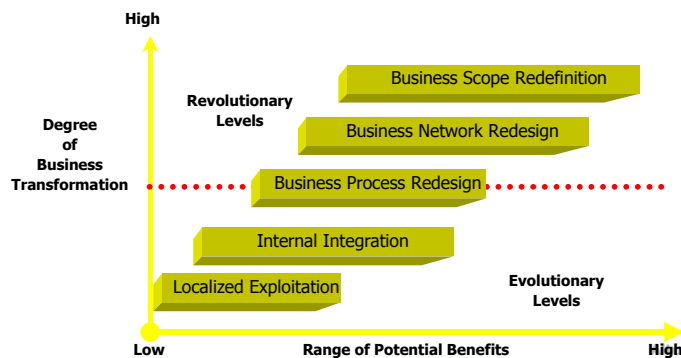 High
Business Scope Redefinition
Revolutionary
Levels
Degree
of
Business
Transformation
Business Network Redesign
Business Process Redesign
Internal Integration
Localized Exploitation
Evolutionary
Levels
Low
Range of Potential Benefits
High